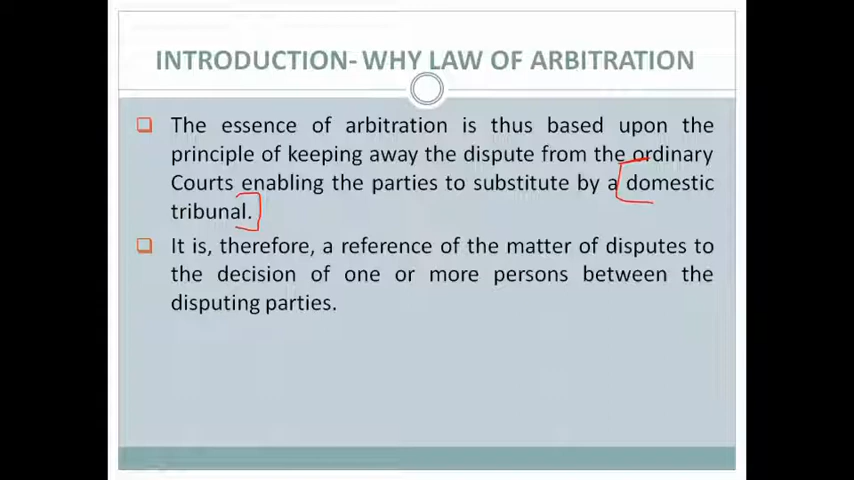 INTRODUCTION- WHY LAW OF ARBITRATION
The essence of arbitration is thus based upon the
principle of keeping away the dispute from the ordinary
Courts enabling the parties to substitute by a domestic
tribunal.
It is, therefore, a reference of the matter of disputes to
the decision of one or more persons between the
disputing parties.